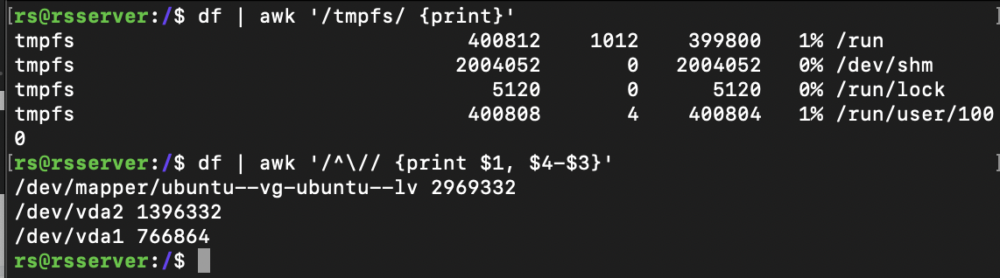 [rs@rsserver:/$ df | awk '/tmpfs/ {print}' ]
tmpfs 400812 1012 399800 1% /run
tmpfs 2004052 0 2004052 0% /dev/shm
tmpfs 5120 0 5120 0% /run/lock
tmpfs 400808 4 400804 1% /run/user/100
0
[rs@rsserver:/$ df | awk '/^\// {print $1, $4-$3}' ]
/dev/mapper/ubuntu--vg-ubuntu--lv 2969332
/dev/vda2 1396332
/dev/vda1 766864
rs@rsserver:/$